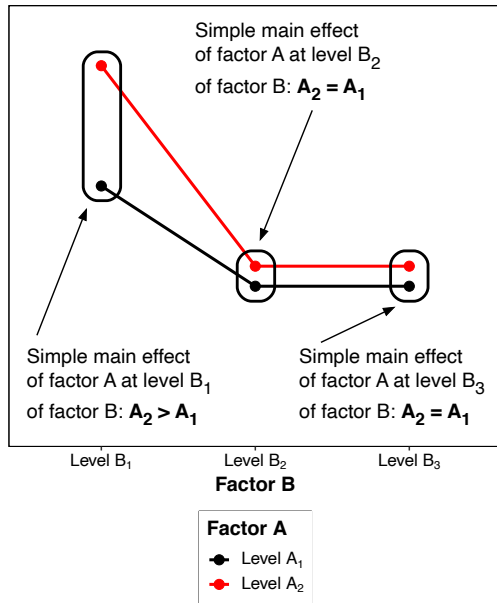 Simple main effect
of factor A at level B₂
of factor B: A₂ = A₁
Simple main effect
of factor A at level B₁
of factor B: A₂ > A₁
Simple main effect
of factor A at level B₃
of factor B: A₂ = A₁
Level B₁
Level B₂
Level B₃
Factor B
Factor A
Level A₁
Level A₂